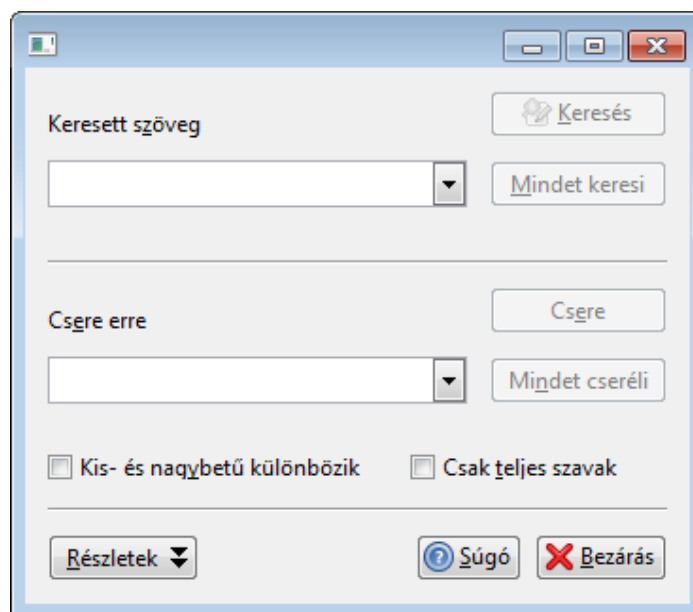 Keresett szöveg
Keresés
Mindet keresi
Csere erre
Csere
Mindet cseréli
Kis- és nagybetű különbözik
Csak teljes szavak
Részletek
Súgó
Bezárás